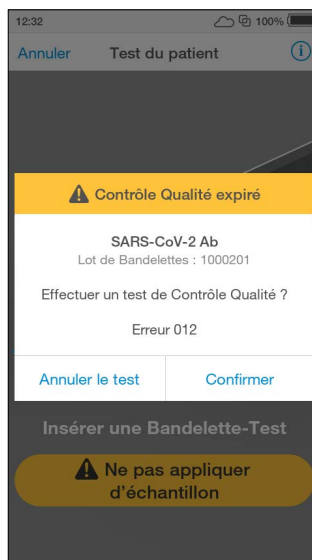 12:32 100%
Annuler Test du patient
Contrôle Qualité expiré
SARS-CoV-2 Ab
Lot de Bandelettes : 1000201
Effectuer un test de Contrôle Qualité ?
Erreur 012
Annuler le test Confirmer
Insérer une Bandelette-Test
Ne pas appliquer
d'échantillon